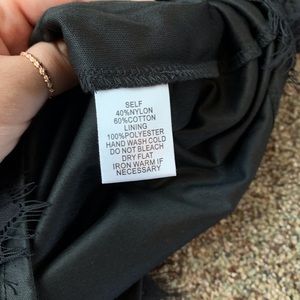 SELF
40%NYLON
60%COTTON
LINING
100%POLYESTER
HAND WASH COLD
DO NOT BLEACH
DRY FLAT
IRON WARM IF
NECESSARY